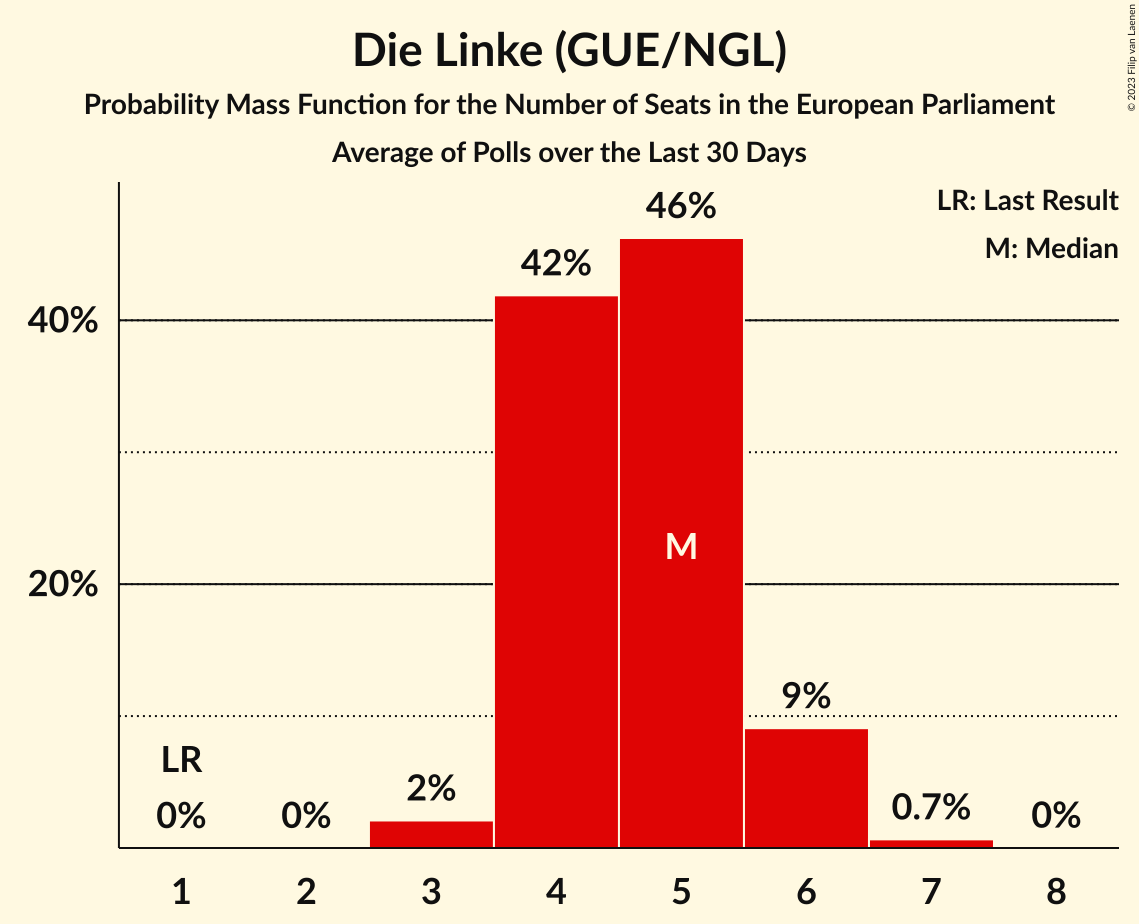 Die Linke (GUE/NGL)
Probability Mass Function for the Number of Seats in the European Parliament
Average of Polls over the Last 30 Days
© 2023 Filip van Laenen
LR: Last Result
M: Median
46%
42%
40%
M
20%
9%
LR
2%
0.7%
0%
0%
0%
1 2 3 4 5 6 7 8